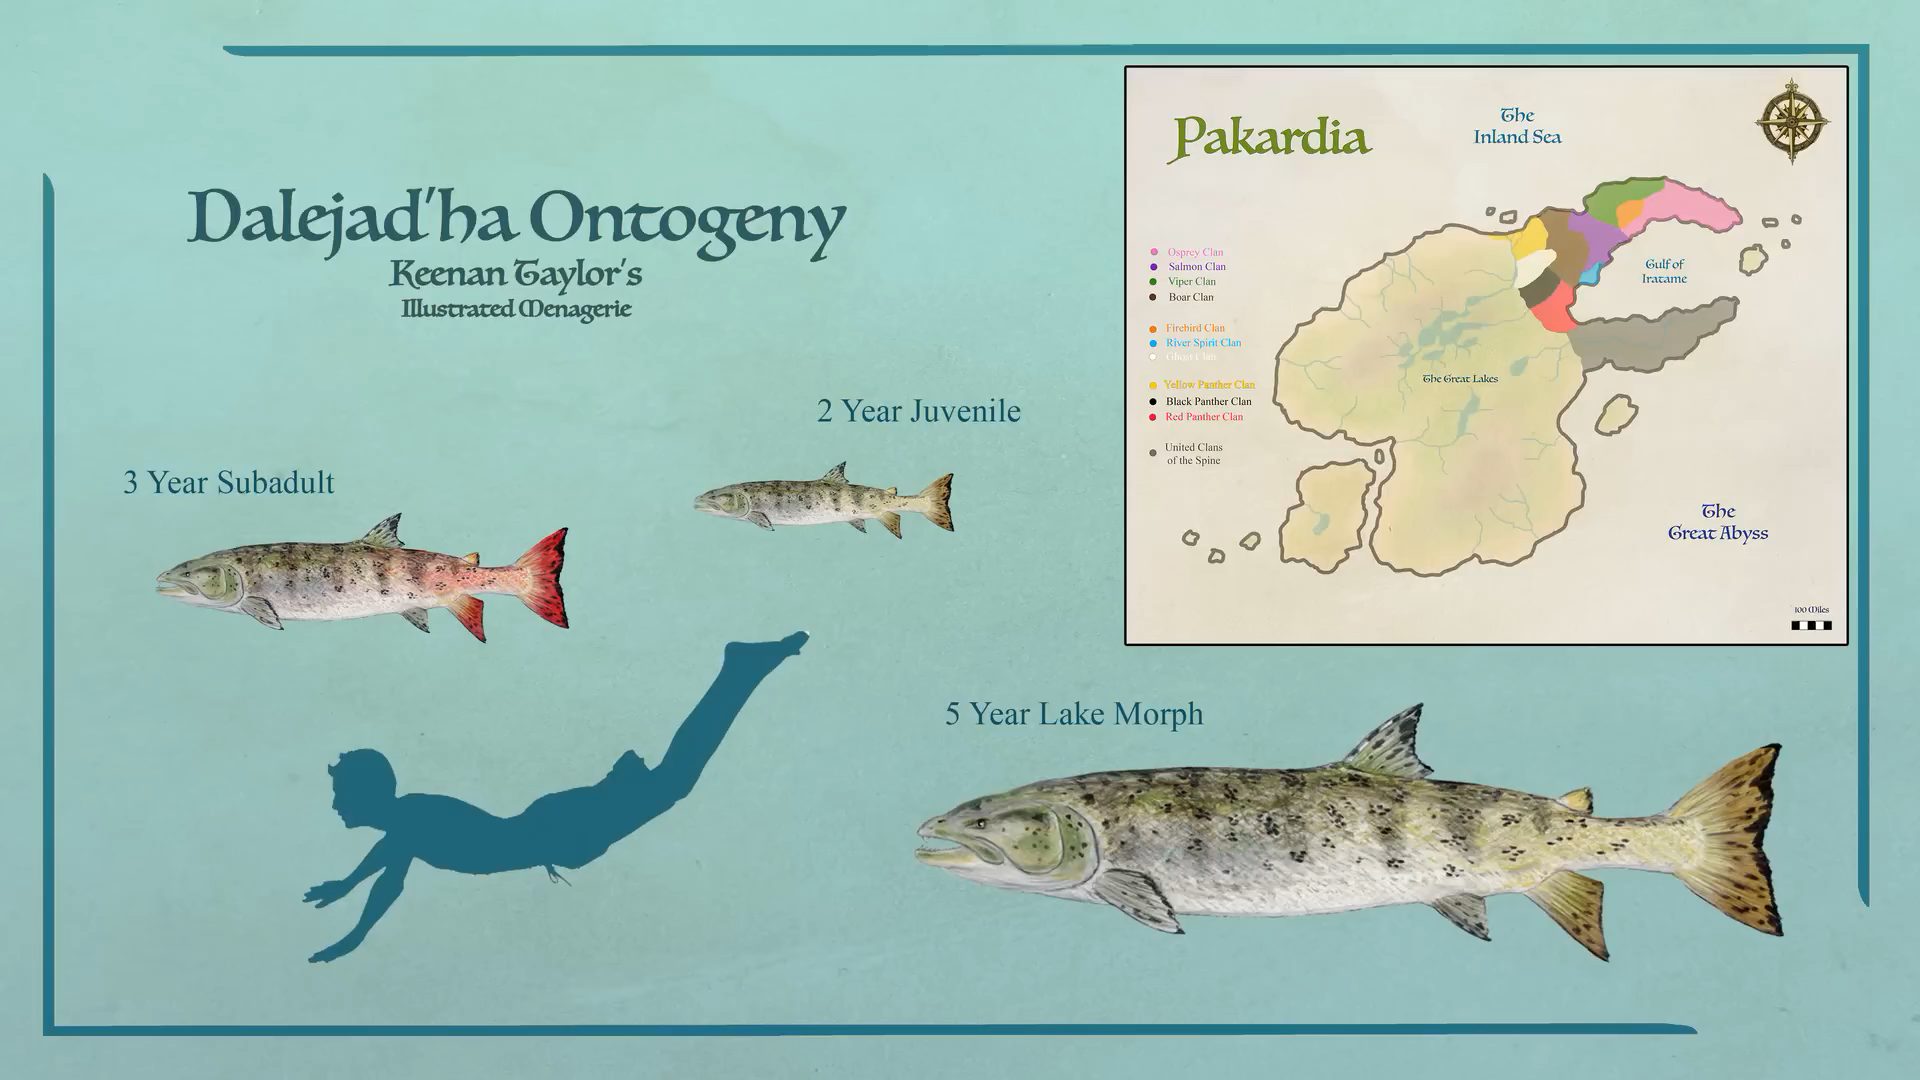 Dalejad'ha Ontogeny
Keenan Taylor's
Illustrated Menagerie
2 Year Juvenile
3 Year Subadult
5 Year Lake Morph
Pakardia
The
Inland Sea
Osprey Clan
Salmon Clan
Viper Clan
Boar Clan
Firebird Clan
River Spirit Clan
Ghost Clan
Yellow Panther Clan
Black Panther Clan
Red Panther Clan
United Clans
of the Spine
Gulf of
Iratame
The Great Lakes
The
Great Abyss
100 Miles